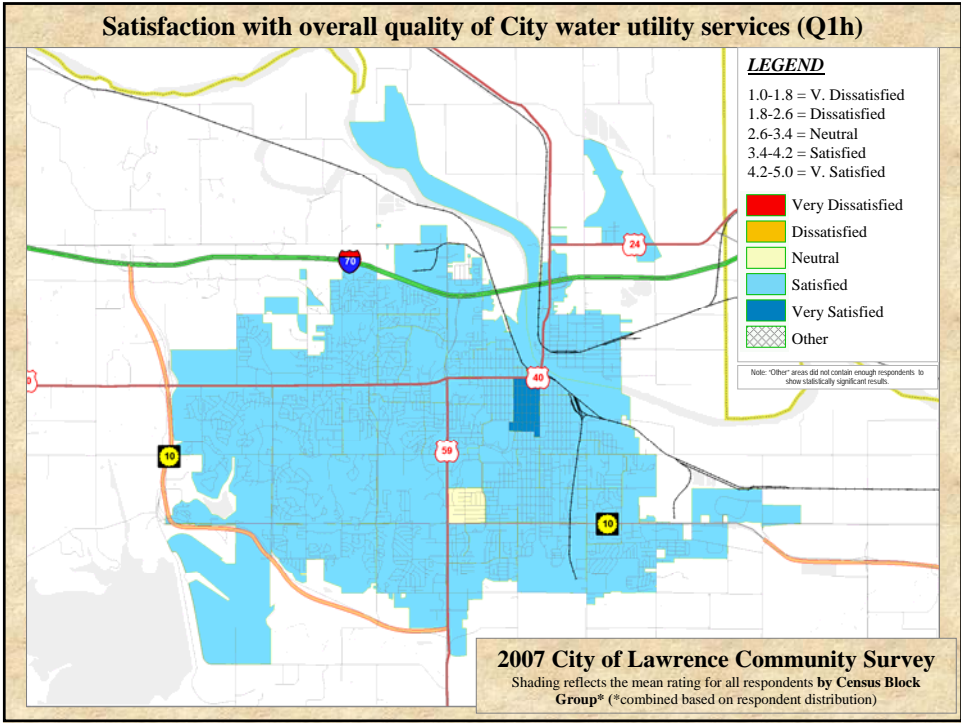 Satisfaction with overall quality of City water utility services (Q1h)
LEGEND
1.0-1.8 = V. Dissatisfied
1.8-2.6 = Dissatisfied
2.6-3.4 = Neutral
3.4-4.2 = Satisfied
4.2-5.0 = V. Satisfied
Very Dissatisfied
Dissatisfied
Neutral
Satisfied
Very Satisfied
Other
Note: "Other" areas did not contain enough respondents to
show statistically significant results.
24
70
40
59
10
10
2007 City of Lawrence Community Survey
Shading reflects the mean rating for all respondents by Census Block
Group* (*combined based on respondent distribution)